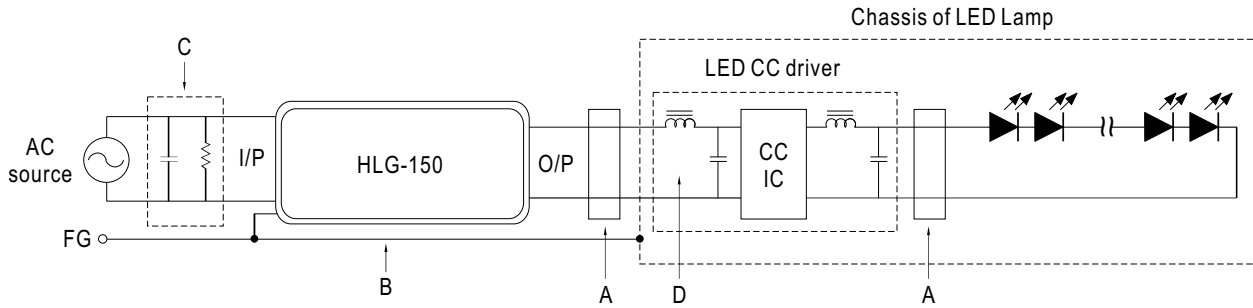 Chassis of LED Lamp
C
LED CC driver
AC
source
I/P
HLG-150
O/P
CC
IC
FG
B
A
D
A